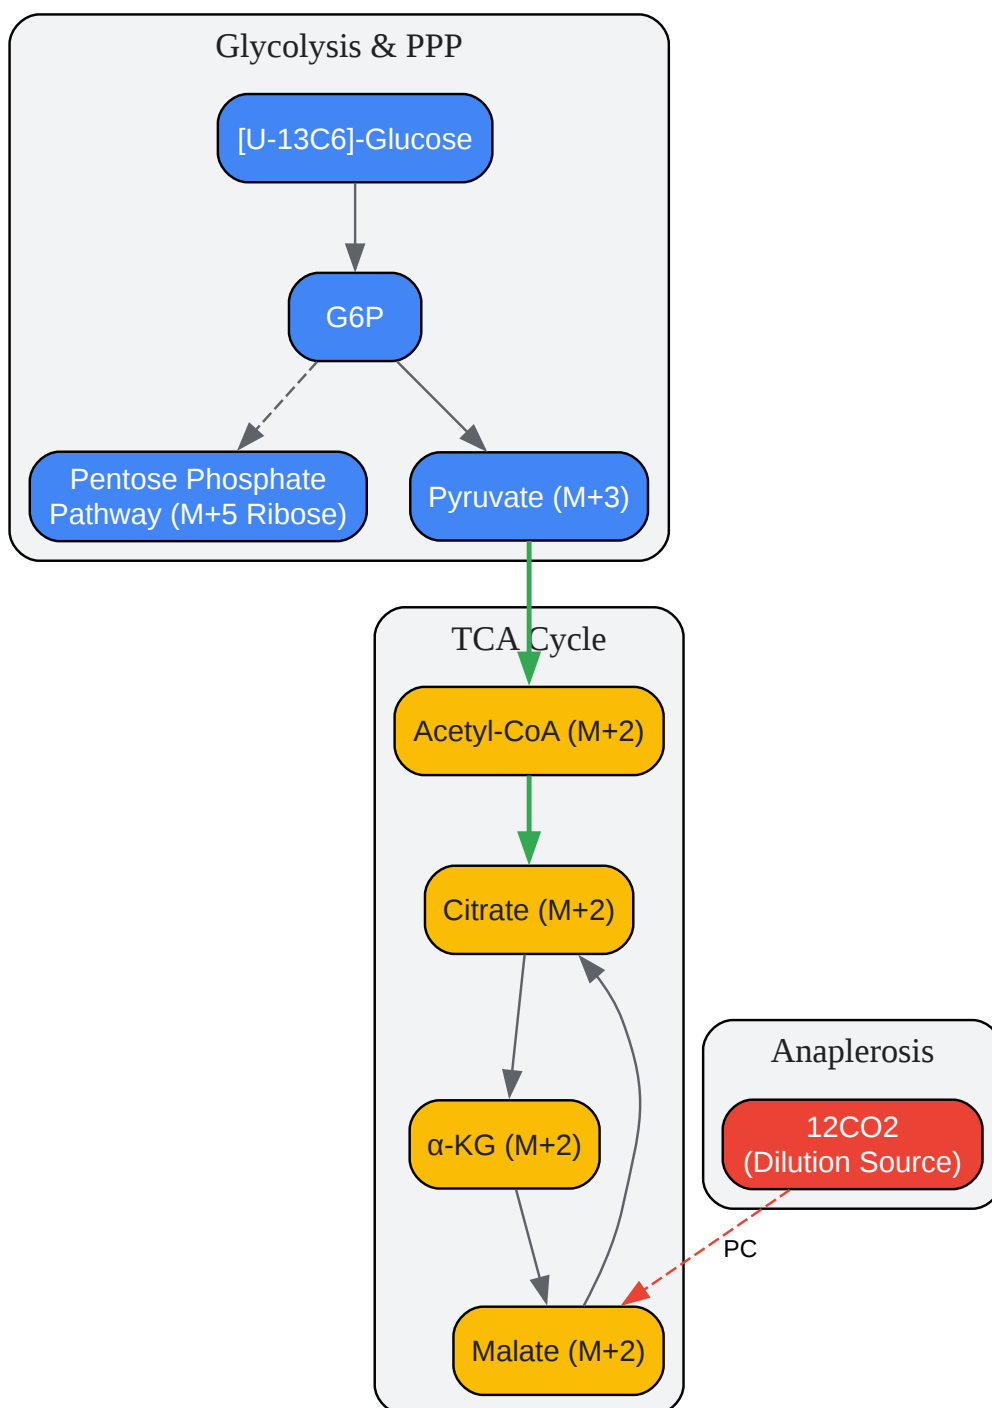 Glycolysis & PPP
[U-13C6]-Glucose
G6P
Pentose Phosphate
Pathway (M+5 Ribose)
Pyruvate (M+3)
TCA Cycle
Acetyl-CoA (M+2)
Citrate (M+2)
Anaplerosis
12CO2
(Dilution Source)
α-KG (M+2)
PC
Malate (M+2)